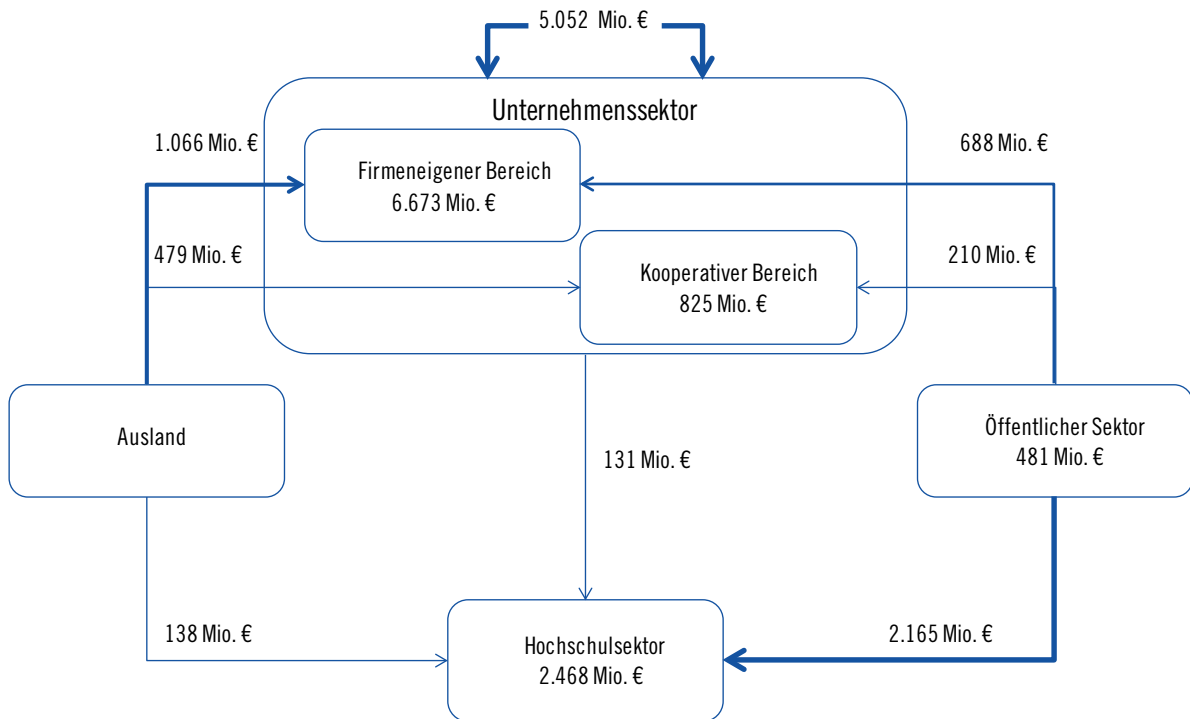 5.052 Mio. €
Unternehmenssektor
1.066 Mio. €
688 Mio. €
Firmeneigener Bereich
6.673 Mio. €
479 Mio. €
210 Mio. €
Kooperativer Bereich
825 Mio. €
Ausland
Öffentlicher Sektor
481 Mio. €
131 Mio. €
138 Mio. €
2.165 Mio. €
Hochschulsektor
2.468 Mio. €